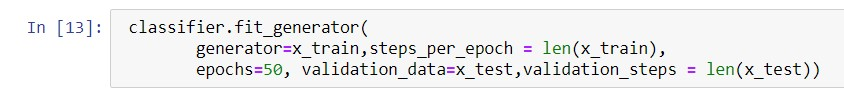 In [13]: classifier.fit_generator(
generator=x_train,steps_per_epoch = len(x_train),
epochs=50, validation_data=x_test,validation_steps = len(x_test))